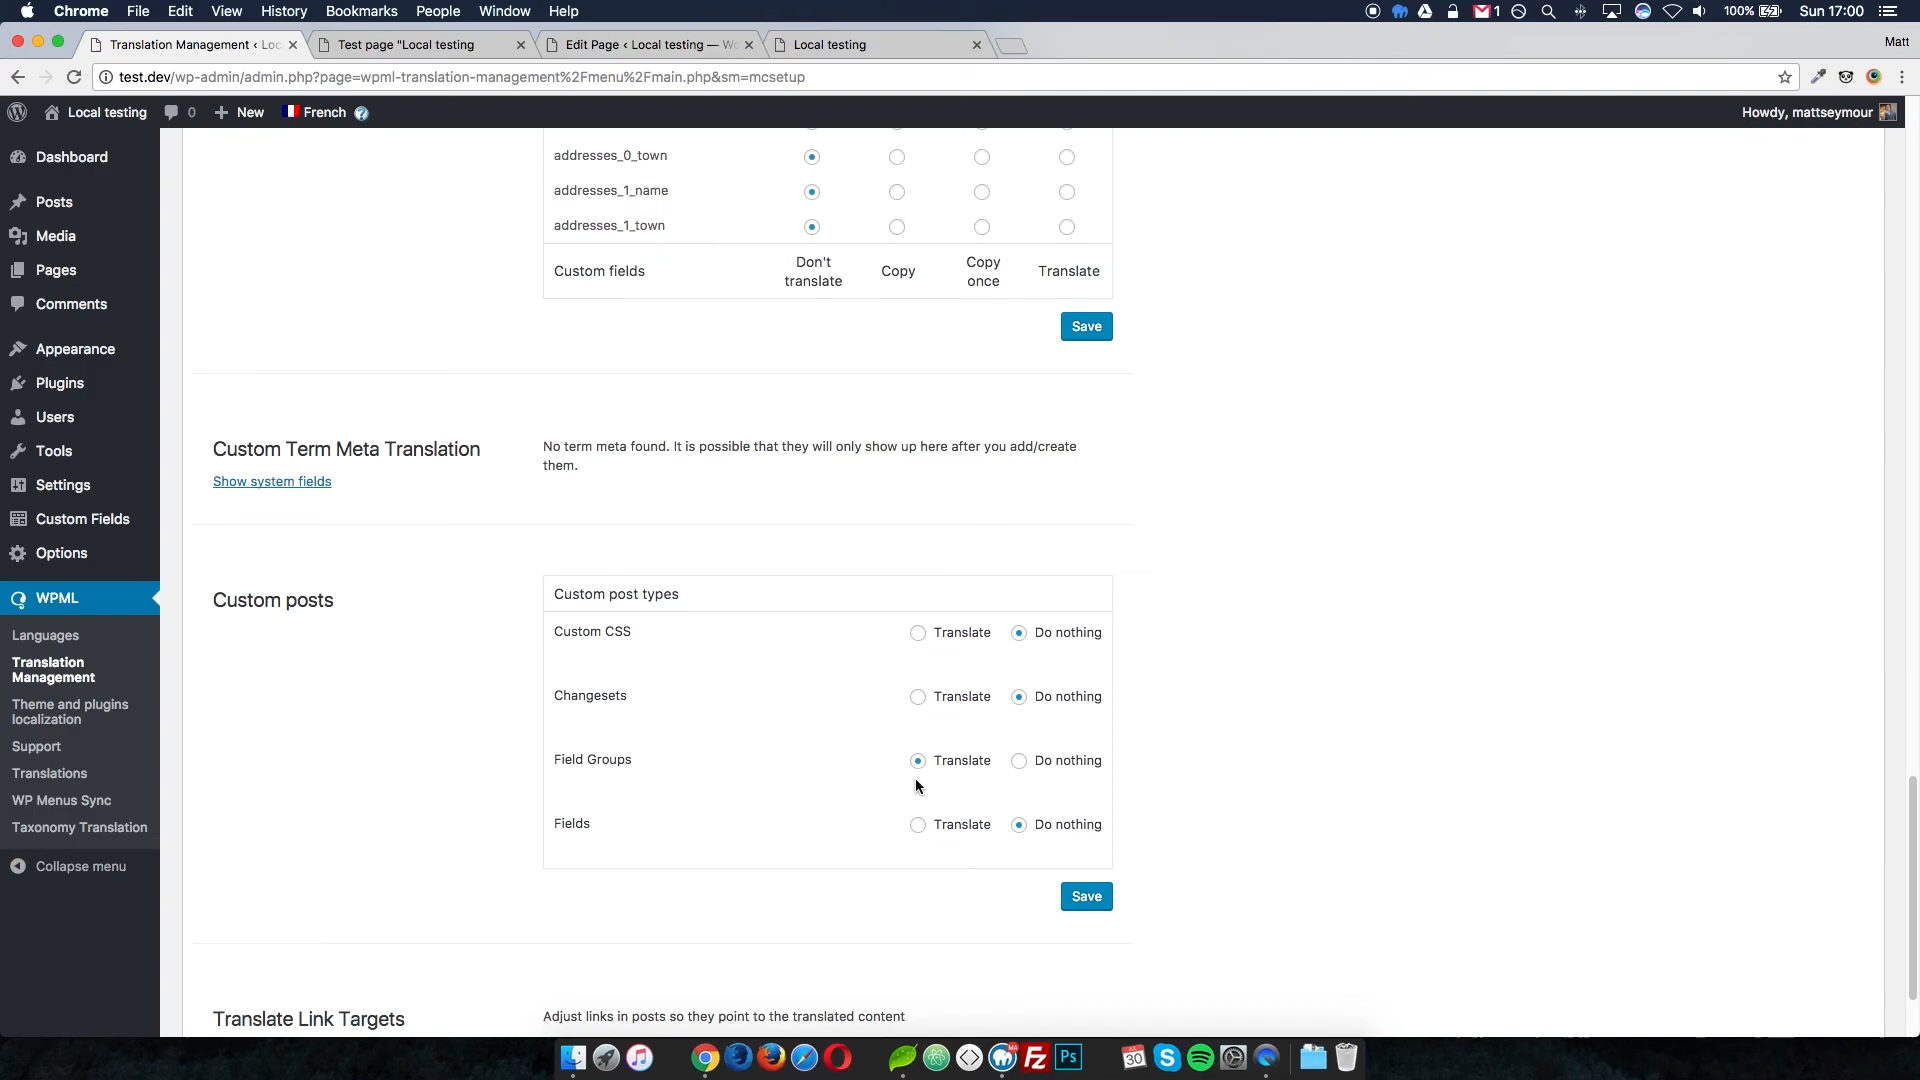 Chrome File Edit View History Bookmarks People Window Help
1 100% Sun 17:00
Translation Management ‹ Loc
Test page "Local testing
Edit Page ‹ Local testing — W
Local testing
Matt
test.dev/wp-admin/admin.php?page=wpml-translation-management%2Fmenu%2Fmain.php&sm=mcsetup
Local testing 0 New French Howdy, mattseymour
Dashboard
Posts
Media
Pages
Comments
Appearance
Plugins
Users
Tools
Settings
Custom Fields
Options
WPML
Languages
Translation
Management
Theme and plugins
localization
Support
Translations
WP Menus Sync
Taxonomy Translation
Collapse menu
addresses_0_town
addresses_1_name
addresses_1_town
Custom fields
Don't
translate
Copy
Copy
once
Translate
Save
Custom Term Meta Translation
Show system fields
No term meta found. It is possible that they will only show up here after you add/create
them.
Custom posts
Custom post types
Custom CSS Translate Do nothing
Changesets Translate Do nothing
Field Groups Translate Do nothing
Fields Translate Do nothing
Save
Translate Link Targets
Adjust links in posts so they point to the translated content
MA
Fz
Ps
30